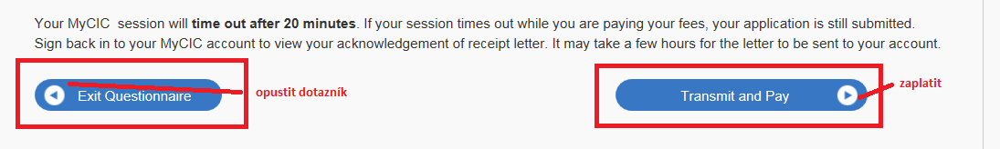 Your MyCIC session will time out after 20 minutes. If your session times out while you are paying your fees, your application is still submitted.
Sign back in to your MyCIC account to view your acknowledgement of receipt letter. It may take a few hours for the letter to be sent to your account.
Exit Questionnaire
opustit dotazník
Transmit and Pay
zaplatit